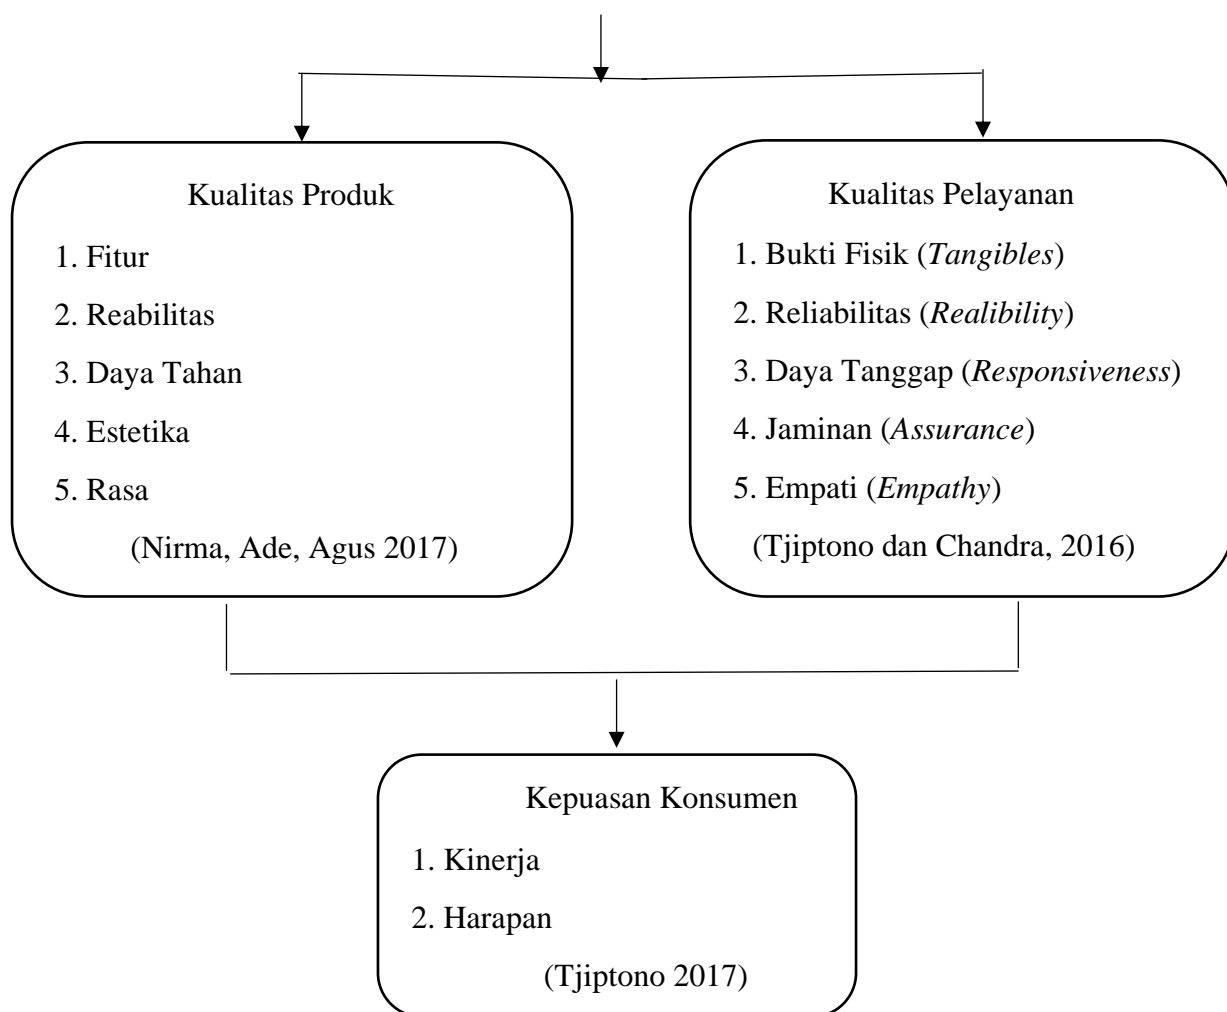 Kualitas Produk
1. Fitur
2. Reabilitas
3. Daya Tahan
4. Estetika
5. Rasa
(Nirma, Ade, Agus 2017)
Kualitas Pelayanan
1. Bukti Fisik (Tangibles)
2. Reliabilitas (Realibility)
3. Daya Tanggap (Responsiveness)
4. Jaminan (Assurance)
5. Empati (Empathy)
(Tjiptono dan Chandra, 2016)
Kepuasan Konsumen
1. Kinerja
2. Harapan
(Tjiptono 2017)